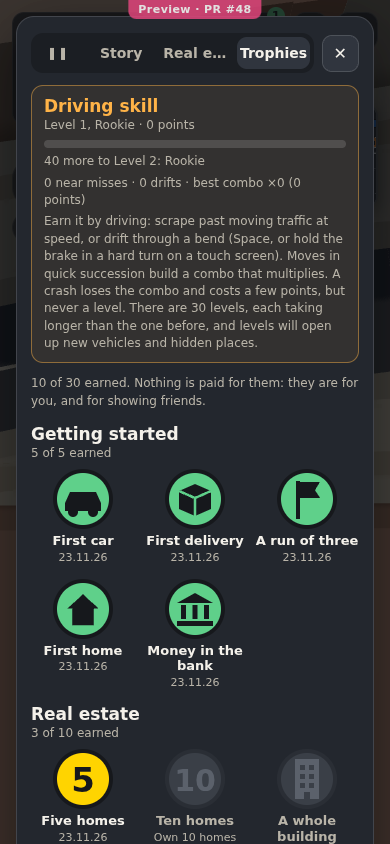 Preview · PR #48
Story Real e… Trophies ✕
Driving skill
Level 1, Rookie · 0 points
40 more to Level 2: Rookie
0 near misses · 0 drifts · best combo ×0 (0
points)
Earn it by driving: scrape past moving traffic at
speed, or drift through a bend (Space, or hold the
brake in a hard turn on a touch screen). Moves in
quick succession build a combo that multiplies. A
crash loses the combo and costs a few points, but
never a level. There are 30 levels, each taking
longer than the one before, and levels will open
up new vehicles and hidden places.
10 of 30 earned. Nothing is paid for them: they are for
you, and for showing friends.
Getting started
5 of 5 earned
First car First delivery A run of three
23.11.26 23.11.26 23.11.26
First home Money in the
bank
23.11.26
23.11.26
Real estate
3 of 10 earned
5 10
Five homes Ten homes A whole
building
23.11.26 Own 10 homes